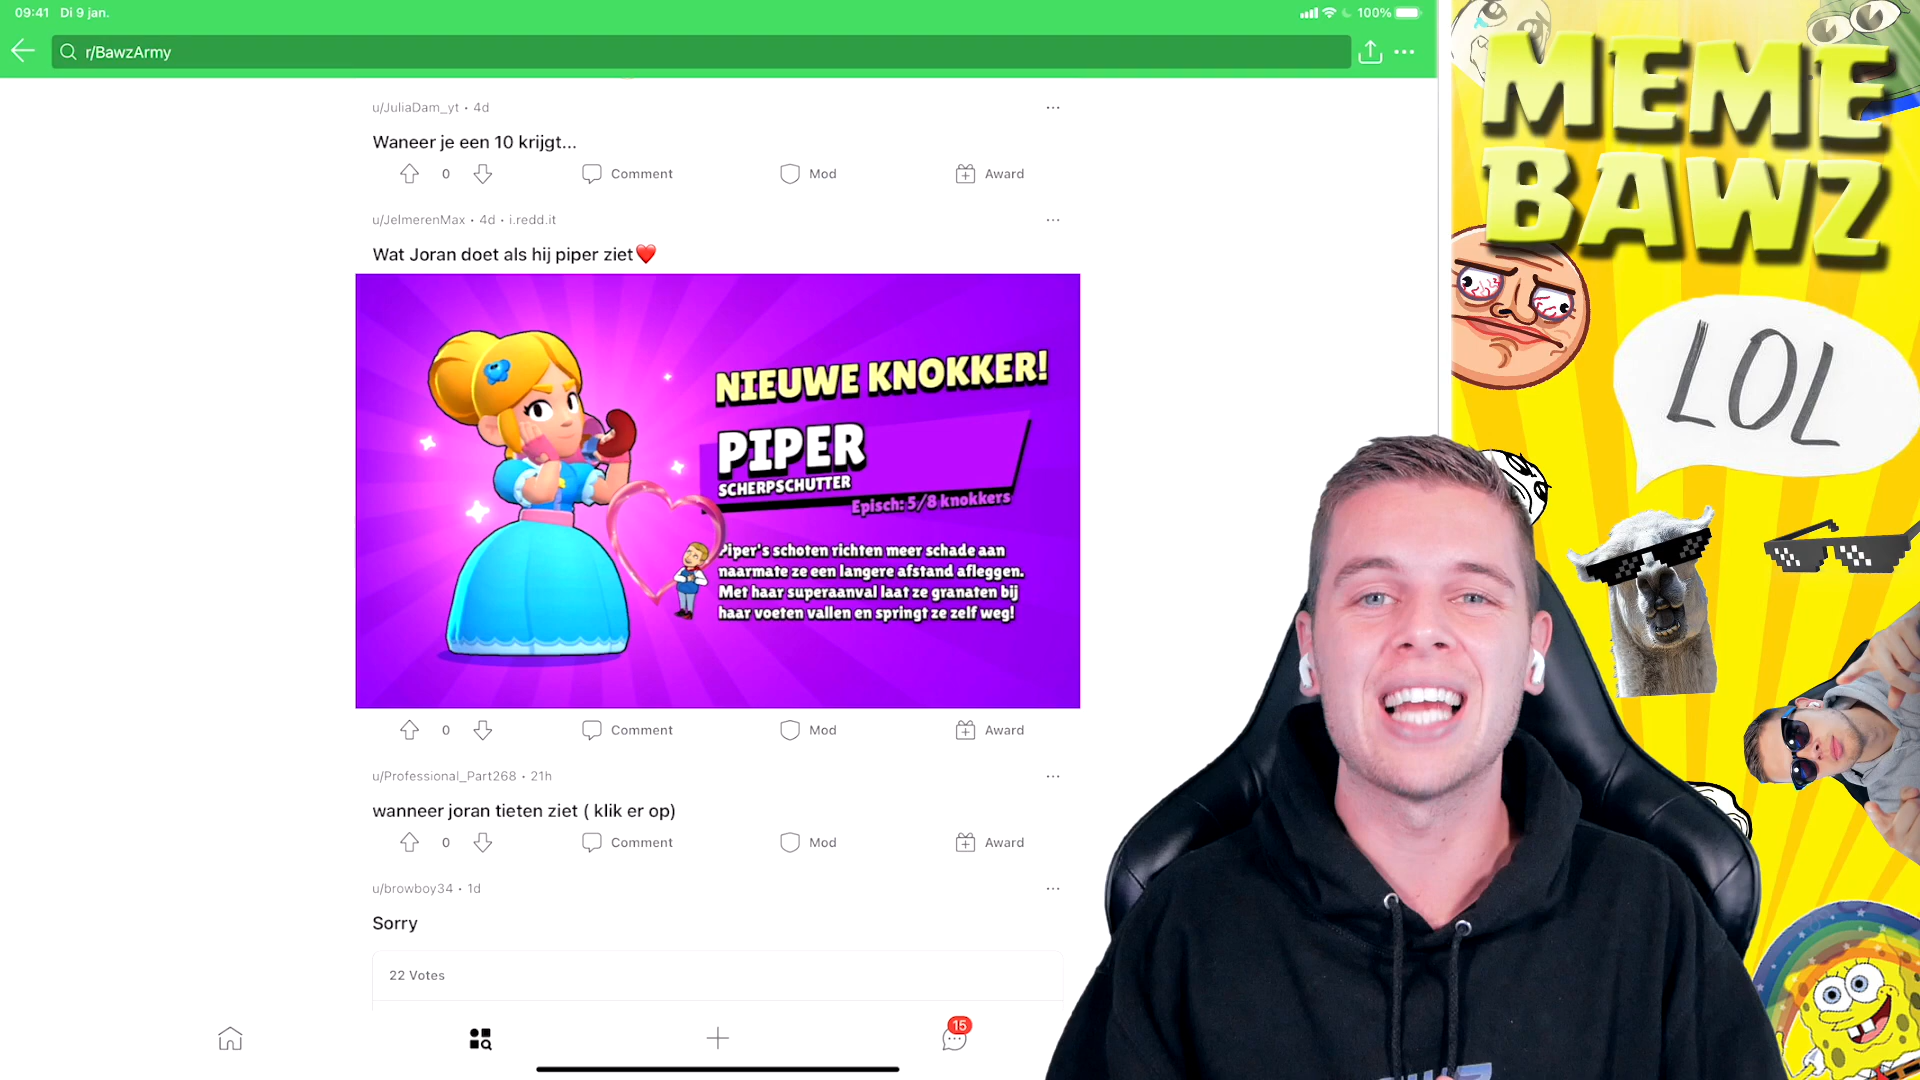 09:41 Di 9 jan.
100%
r/BawzArmy
u/JuliaDam_yt • 4d
Waneer je een 10 krijgt...
0
Comment
Mod
Award
u/JelmerenMax • 4d • i.redd.it
Wat Joran doet als hij piper ziet❤️
NIEUWE KNOKKER!
PIPER
SCHERPSCHUTTER
Episch: 5/8 knokkers
Piper's schoten richten meer schade aan
naarmate ze een langere afstand afleggen.
Met haar superaanval laat ze granaten bij
haar voeten vallen en springt ze zelf weg!
0
Comment
Mod
Award
u/Professional_Part268 • 21h
wanneer joran tieten ziet ( klik er op)
0
Comment
Mod
Award
u/browboy34 • 1d
Sorry
22 Votes
15
MEME
BAWZ
LOL